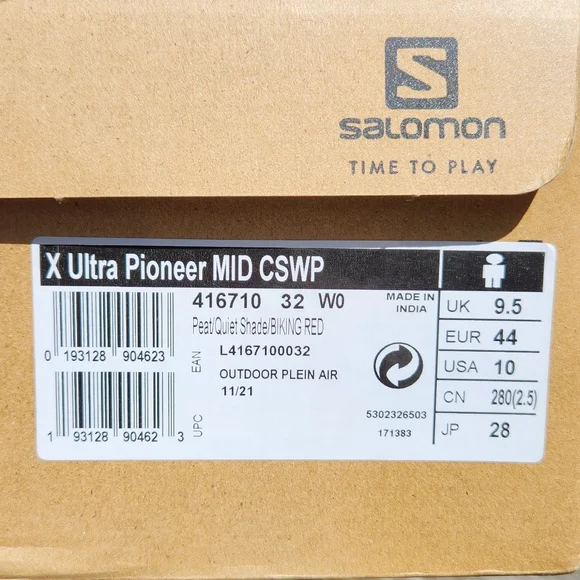 S
salomon
TIME TO PLAY
X Ultra Pioneer MID CSWP
416710 32 W0
Peat/Quiet Shade/BIKING RED
MADE IN
INDIA
EAN
L4167100032
OUTDOOR PLEIN AIR
11/21
0 193128 904623
UPC
1 93128 90462 3
5302326503
171383
UK 9.5
EUR 44
USA 10
CN 280(2.5)
JP 28